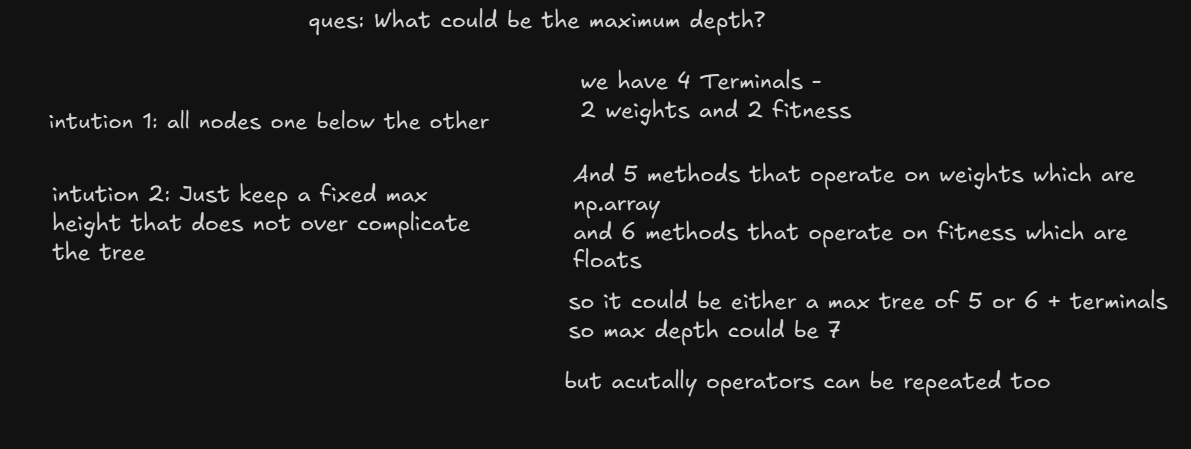 ques: What could be the maximum depth?
intution 1: all nodes one below the other
intution 2: Just keep a fixed max
height that does not over complicate
the tree
we have 4 Terminals -
2 weights and 2 fitness
And 5 methods that operate on weights which are
np.array
and 6 methods that operate on fitness which are
floats
so it could be either a max tree of 5 or 6 + terminals
so max depth could be 7
but acutally operators can be repeated too